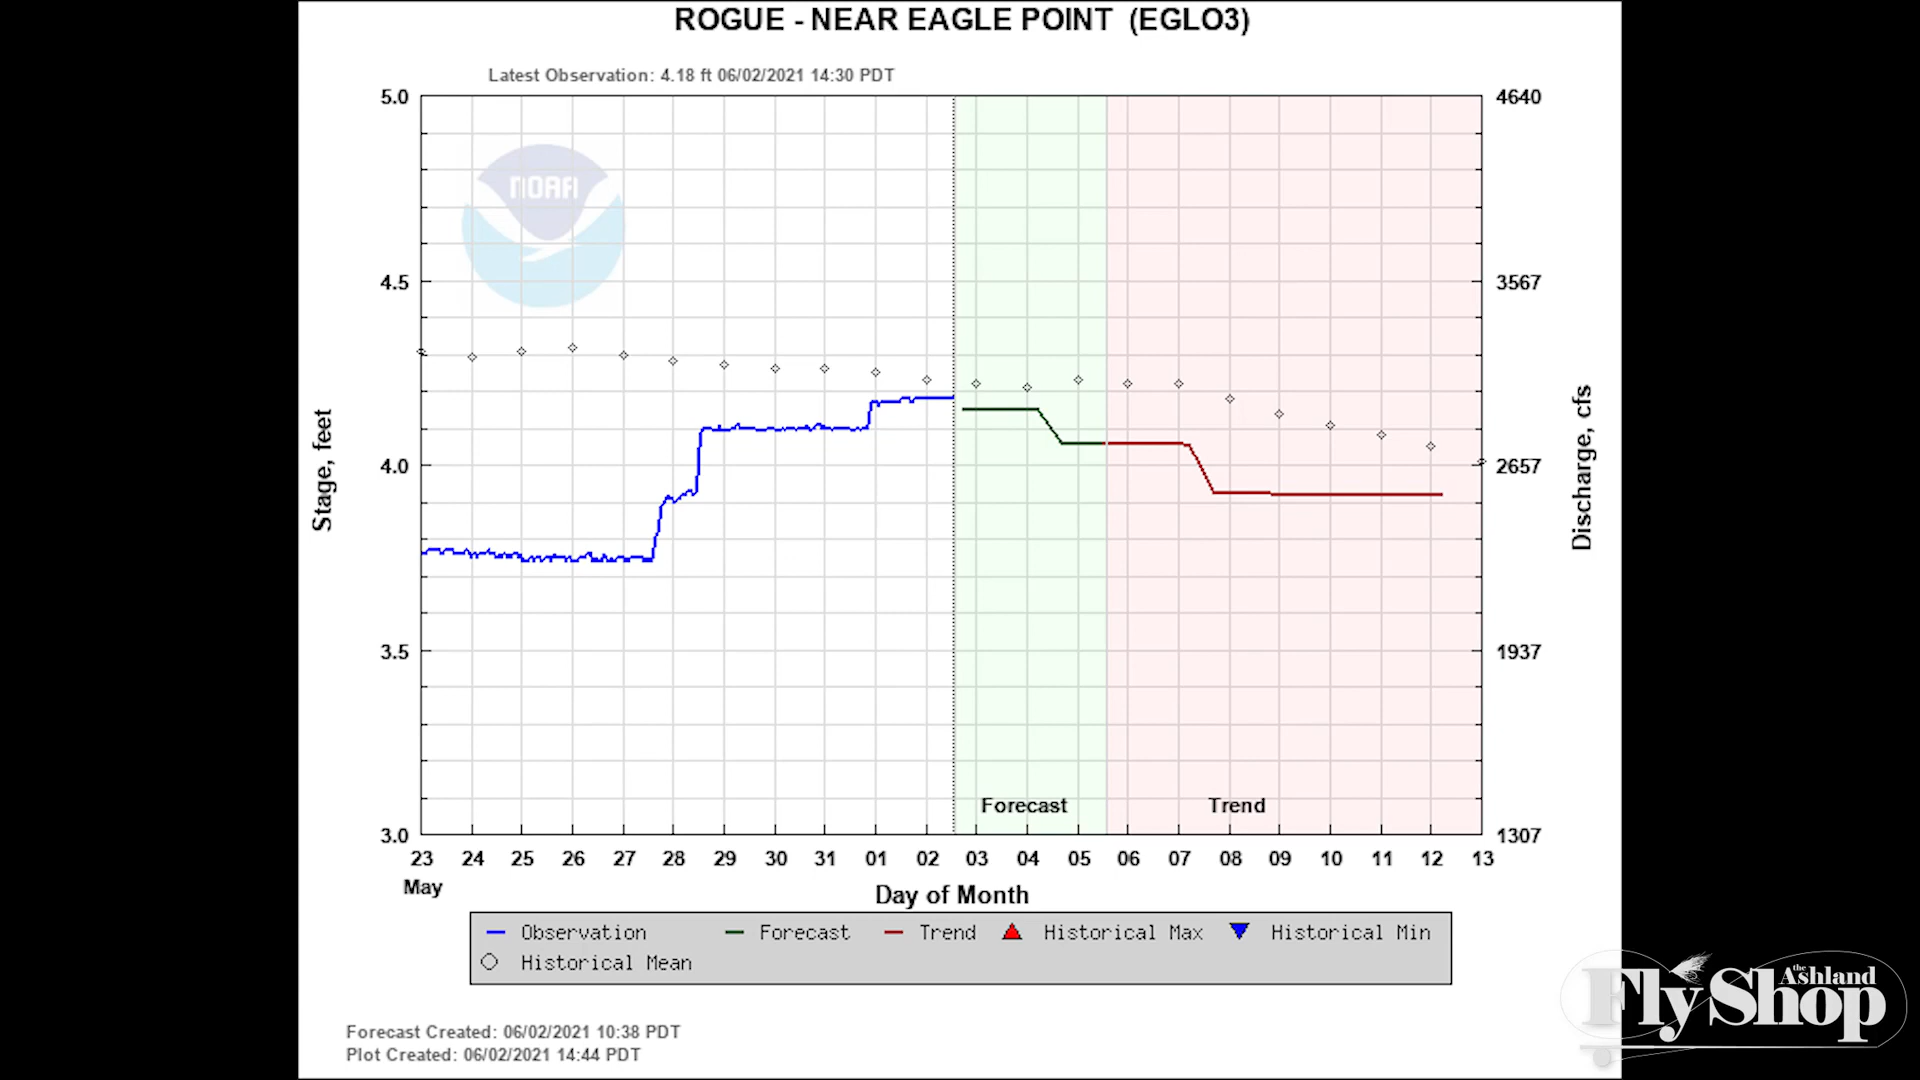 ROGUE - NEAR EAGLE POINT (EGLO3)
Latest Observation: 4.18 ft 06/02/2021 14:30 PDT
NOAA
5.0
4.5
4.0
3.5
3.0
Stage, feet
4640
3567
2657
1937
1307
Discharge, cfs
Forecast
Trend
23 24 25 26 27 28 29 30 31 01 02 03 04 05 06 07 08 09 10 11 12 13
May
Day of Month
Observation Forecast Trend Historical Max Historical Min
Historical Mean
Forecast Created: 06/02/2021 10:38 PDT
Plot Created: 06/02/2021 14:44 PDT
the Ashland
Fly Shop